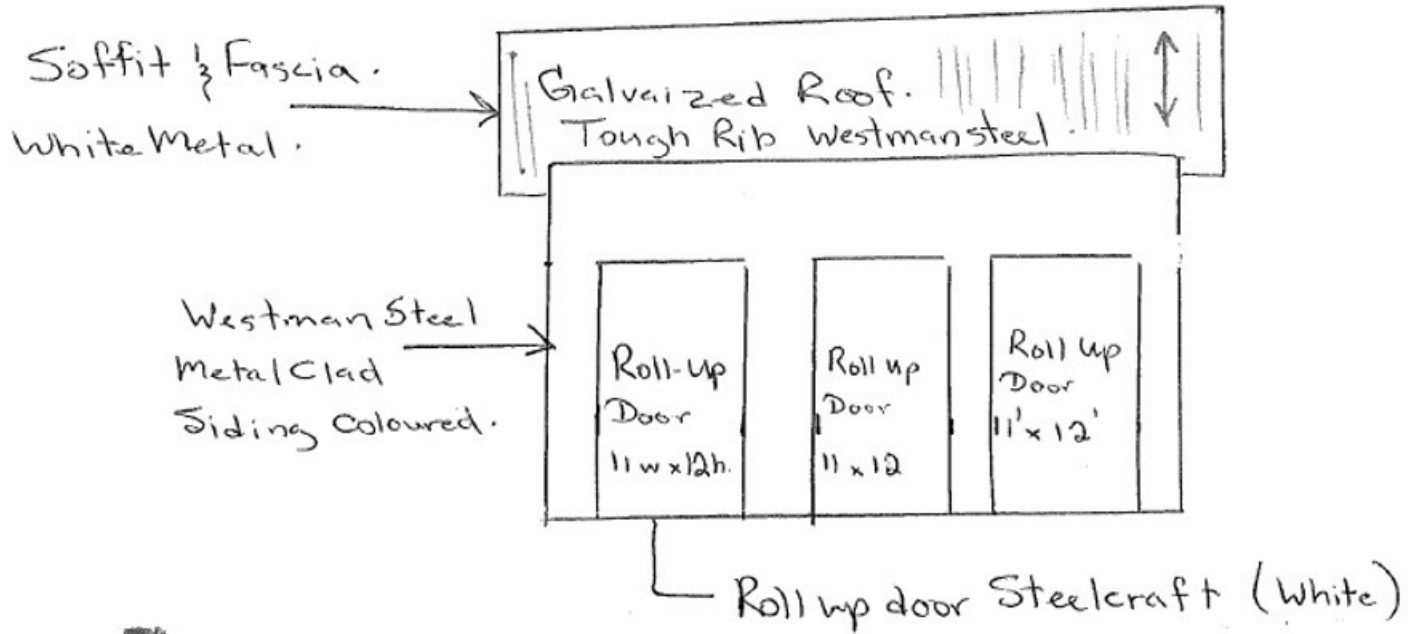 Soffit & Fascia.
White Metal.
Galvaized Roof.
Tough Rib Westmansteel.
Westman Steel
Metal Clad
Siding Coloured.
Roll-up
Door
11w x 12h.
Roll up
Door
11 x 12
Roll up
Door
11' x 12'
Roll up door Steelcraft (White)